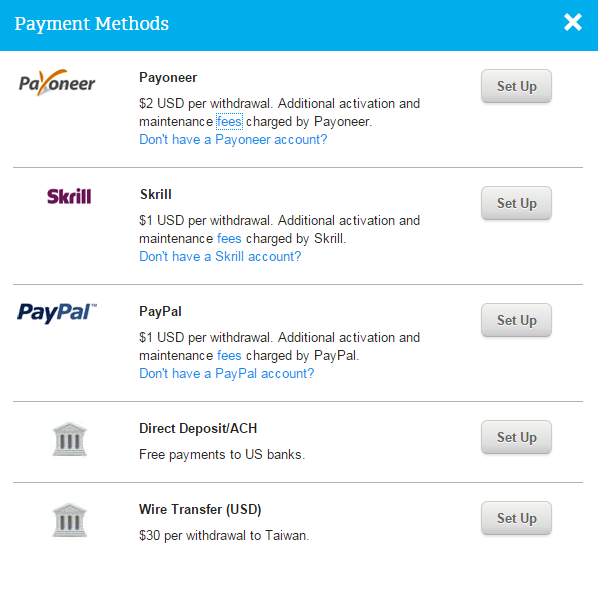 Payment Methods
Payoneer
Payoneer
Set Up
$2 USD per withdrawal. Additional activation and
maintenance fees charged by Payoneer.
Don't have a Payoneer account?
Skrill
Skrill
Set Up
$1 USD per withdrawal. Additional activation and
maintenance fees charged by Skrill.
Don't have a Skrill account?
PayPal™
PayPal
Set Up
$1 USD per withdrawal. Additional activation and
maintenance fees charged by PayPal.
Don't have a PayPal account?
Direct Deposit/ACH
Set Up
Free payments to US banks.
Wire Transfer (USD)
Set Up
$30 per withdrawal to Taiwan.